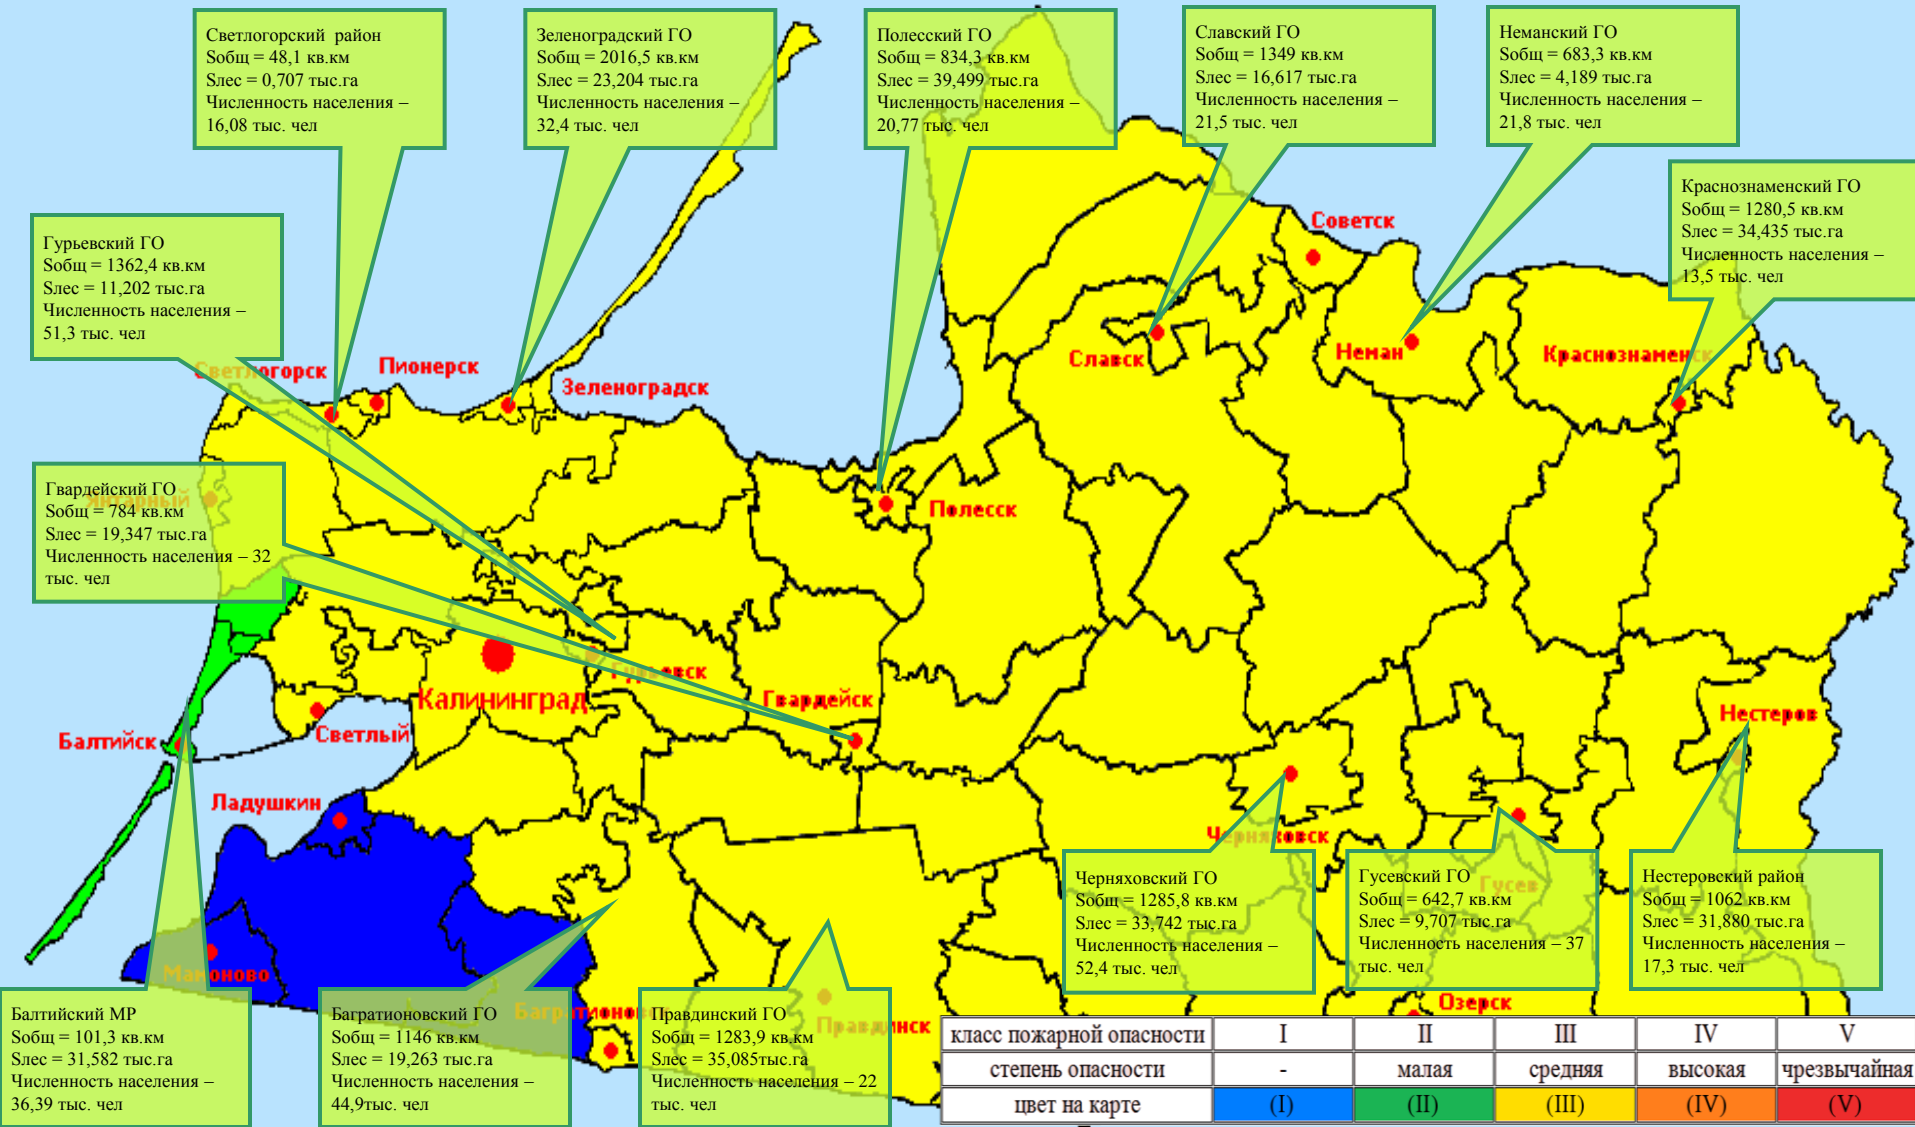 Светлогорский  район
Sобщ = 48,1 кв.км
Sлес = 0,707 тыс.га
Численность населения –
16,08 тыс. чел
Зеленоградский ГО
Sобщ = 2016,5 кв.км
Sлес = 23,204 тыс.га
Численность населения –
32,4 тыс. чел
Полесский ГО
Sобщ = 834,3 кв.км
Sлес = 39,499 тыс.га
Численность населения –
20,77 тыс. чел
Славский ГО
Sобщ = 1349 кв.км
Sлес = 16,617 тыс.га
Численность населения –
21,5 тыс. чел
Неманский ГО
Sобщ = 683,3 кв.км
Sлес = 4,189 тыс.га
Численность населения –
21,8 тыс. чел
Краснознаменский ГО
Sобщ = 1280,5 кв.км
Sлес = 34,435 тыс.га
Численность населения –
13,5 тыс. чел
Гурьевский ГО
Sобщ = 1362,4 кв.км
Sлес = 11,202 тыс.га
Численность населения –
51,3 тыс. чел
Советск
Славск
Неман
Краснознаменск
Светлогорск
Пионерск
Зеленоградск
Гвардейский ГО
Sобщ = 784 кв.км
Sлес = 19,347 тыс.га
Численность населения – 32
тыс. чел
Янтарный
Полесск
Гурьевск
Калининград
Гвардейск
Нестеров
Балтийск
Светлый
Ладушкин
Черняховск
Гусев
Мамоново
Багратионовск
Правдинск
Озерск
Черняховский ГО
Sобщ = 1285,8 кв.км
Sлес = 33,742 тыс.га
Численность населения –
52,4 тыс. чел
Гусевский ГО
Sобщ = 642,7 кв.км
Sлес = 9,707 тыс.га
Численность населения – 37
тыс. чел
Нестеровский район
Sобщ = 1062 кв.км
Sлес = 31,880 тыс.га
Численность населения –
17,3 тыс. чел
Балтийский МР
Sобщ = 101,3 кв.км
Sлес = 31,582 тыс.га
Численность населения –
36,39 тыс. чел
Багратионовский ГО
Sобщ = 1146 кв.км
Sлес = 19,263 тыс.га
Численность населения –
44,9тыс. чел
Правдинский ГО
Sобщ = 1283,9 кв.км
Sлес = 35,085тыс.га
Численность населения – 22
тыс. чел
класс пожарной опасности I II III IV V
степень опасности - малая средняя высокая чрезвычайная
цвет на карте (I) (II) (III) (IV) (V)